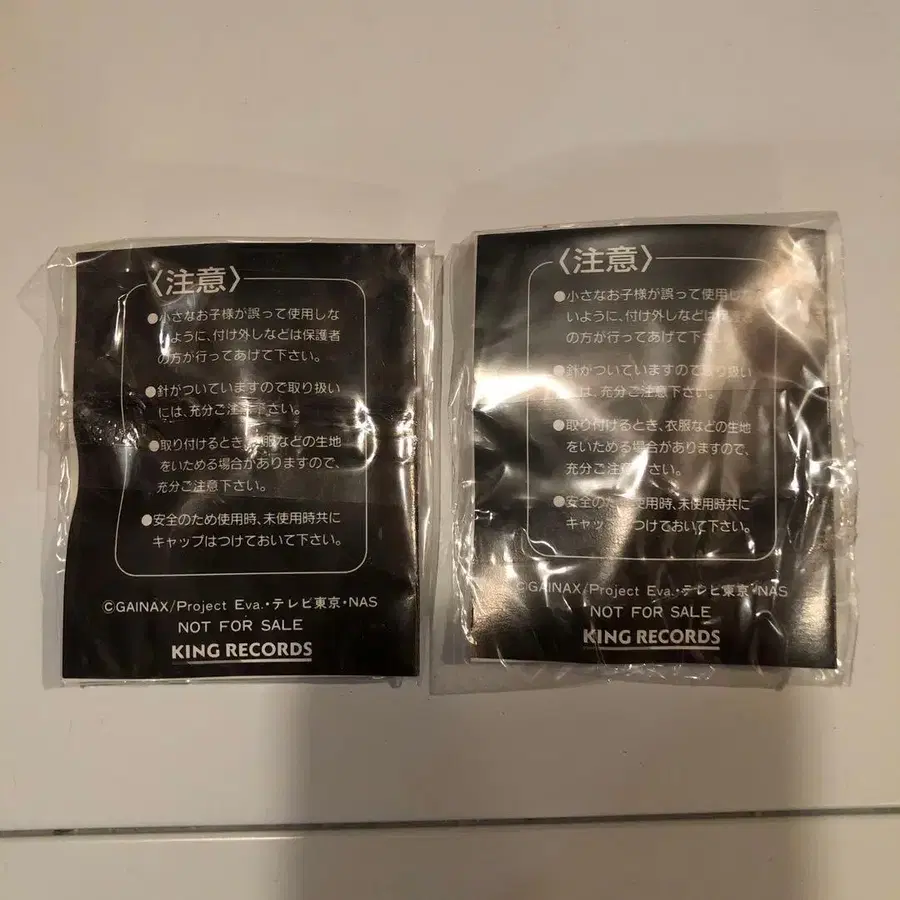 〈注意〉
●小さなお子様が誤って使用しな
いように、付け外しなどは保護者
の方が行ってあげて下さい。
●針がついていますので取り扱い
には、充分ご注意下さい。
●取り付けるとき、衣服などの生地
をいためる場合がありますので、
充分ご注意下さい。
●安全のため使用時、未使用時共に
キャップはつけておいて下さい。
©GAINAX/Project Eva.・テレビ東京・NAS
NOT FOR SALE
KING RECORDS
〈注意〉
●小さなお子様が誤って使用しな
いように、付け外しなどは保護者
の方が行ってあげて下さい。
●針がついていますので取り扱い
には、充分ご注意下さい。
●取り付けるとき、衣服などの生地
をいためる場合がありますので、
充分ご注意下さい。
●安全のため使用時、未使用時共に
キャップはつけておいて下さい。
©GAINAX/Project Eva.・テレビ東京・NAS
NOT FOR SALE
KING RECORDS